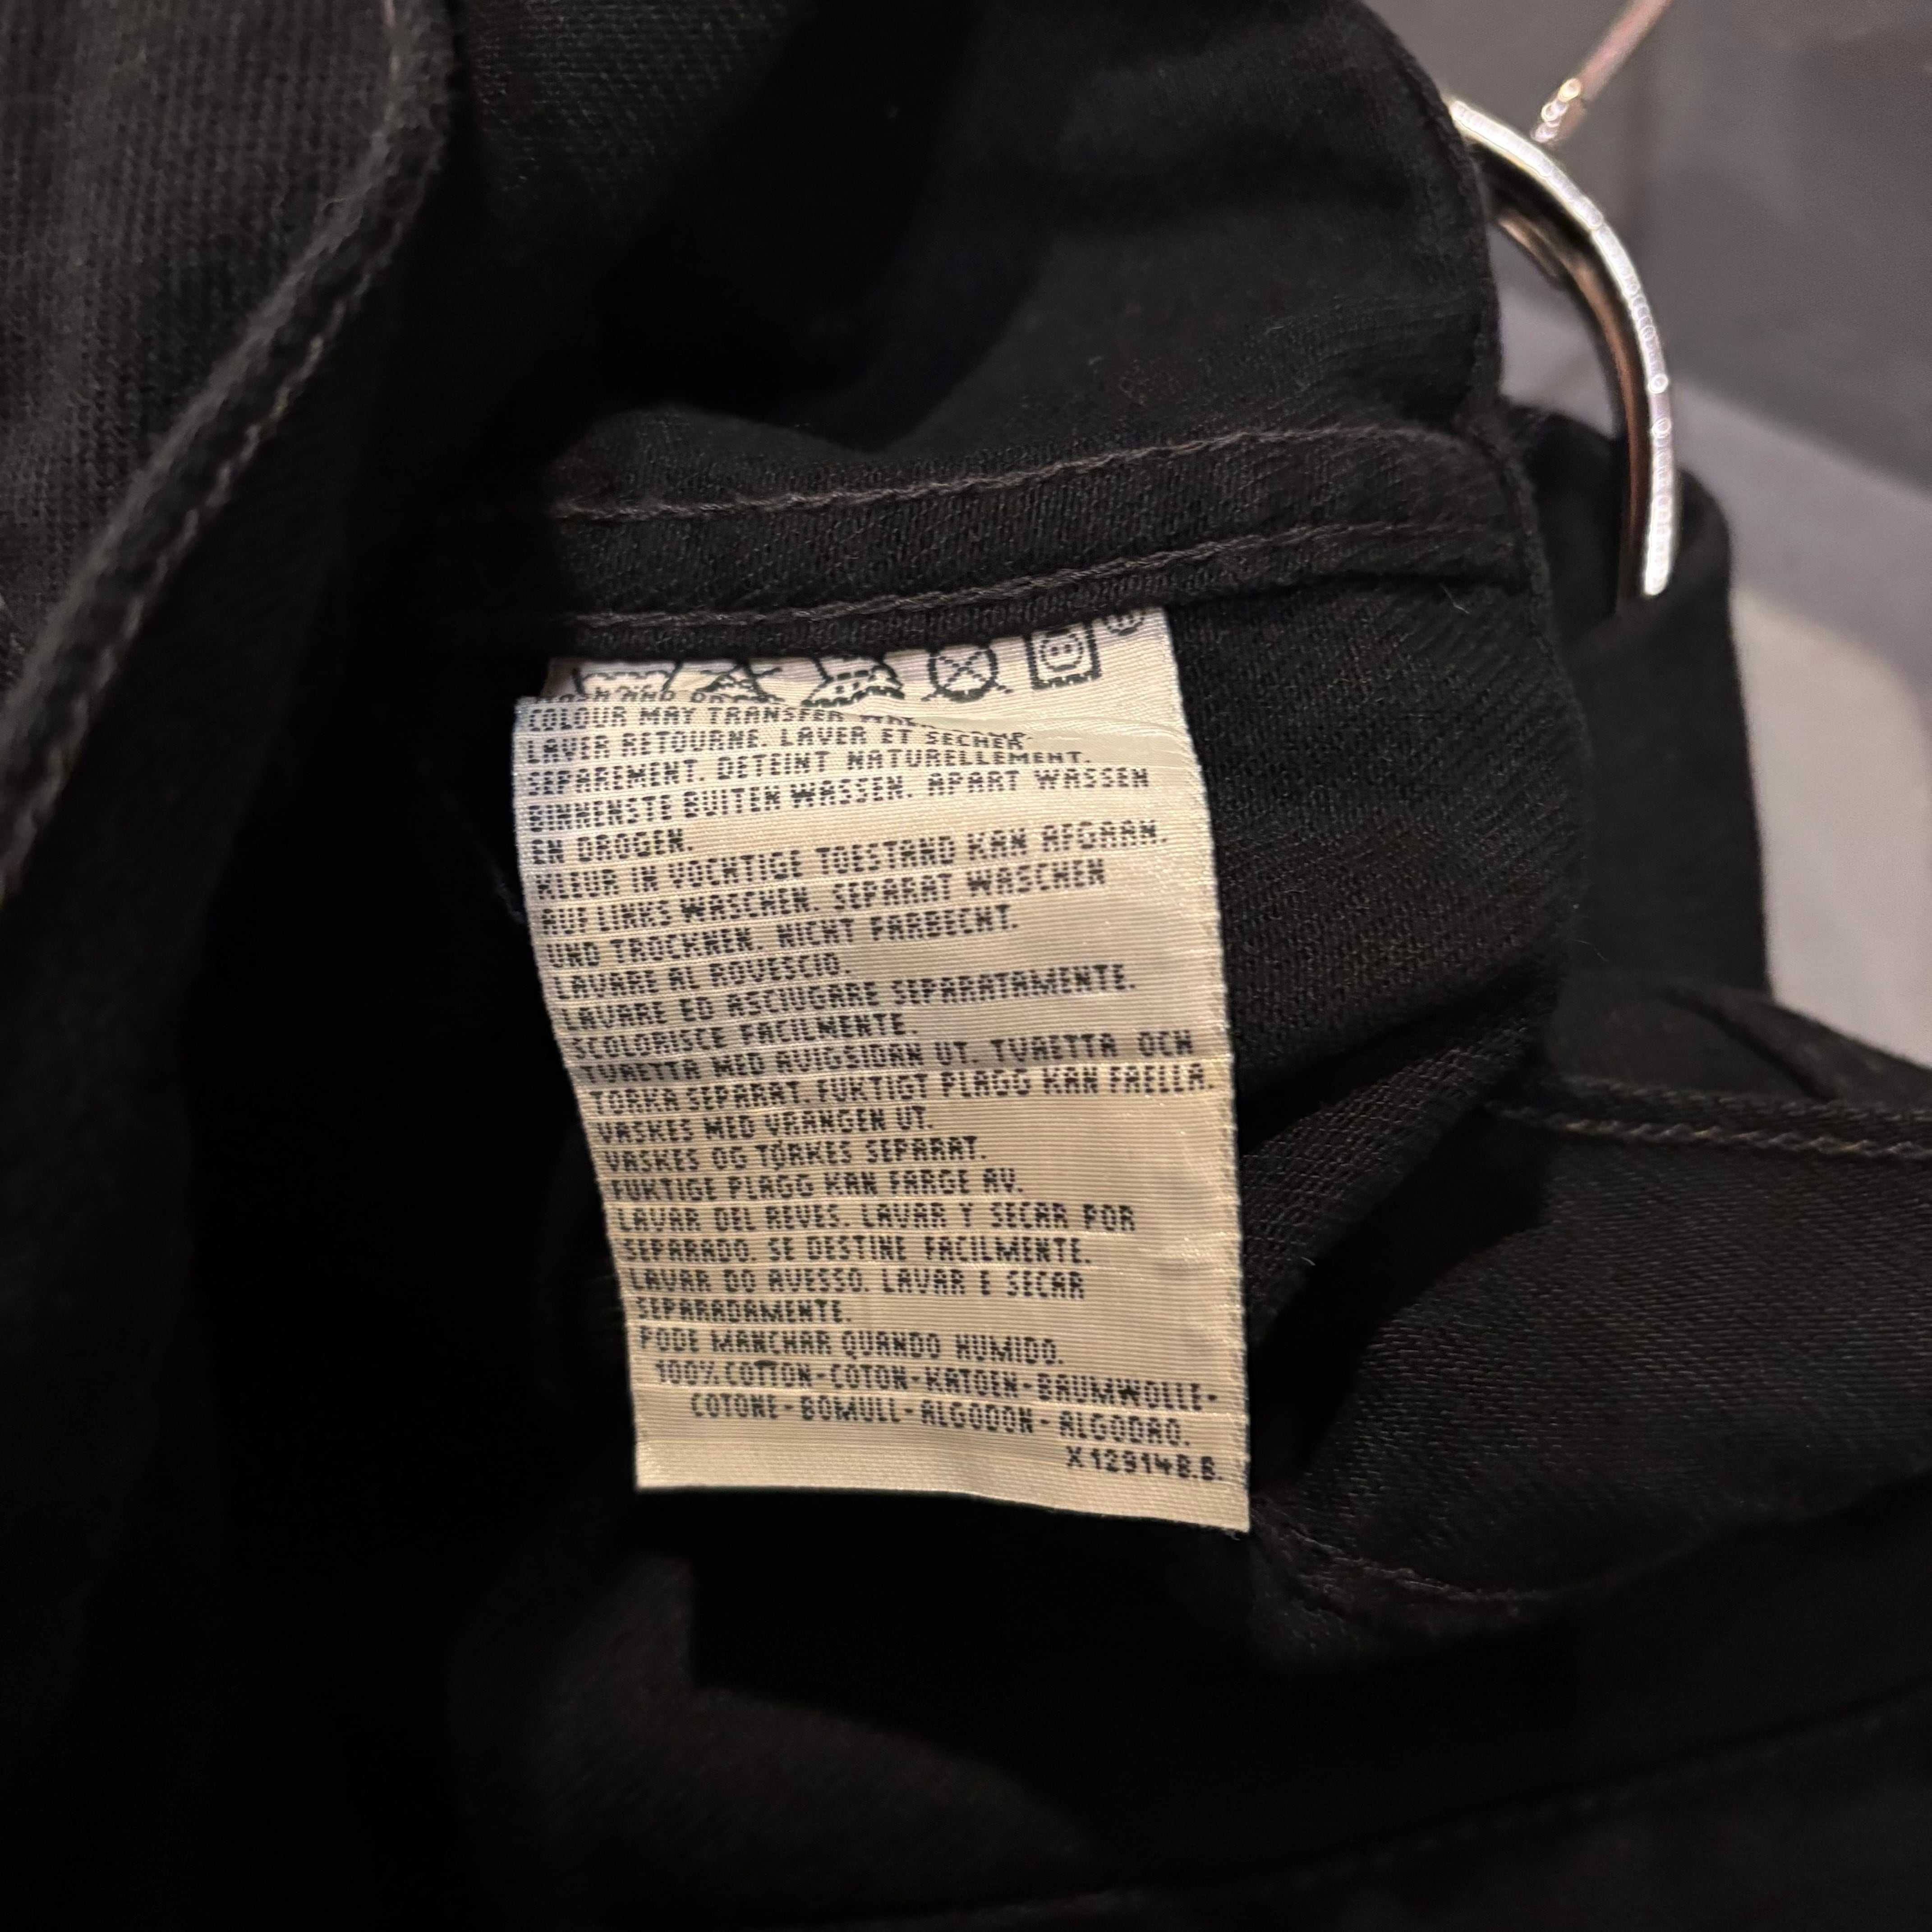 COLOUR MAY TRANSFER
LAVER RETOURNE LAVER ET SECHER
SEPAREMENT. DETEINT NATURELLEMENT.
BINNENSTE BUITEN WASSEN. APART WASSEN
EN DROGEN.
KLEUR IN VOCHTIGE TOESTAND KAN AFGAAN.
AUF LINKS WASCHEN. SEPARAT WASCHEN
UND TROCKNEN. NICHT FARBECHT.
LAVARE AL ROVESCIO.
LAVARE ED ASCIUGARE SEPARATAMENTE.
SCOLORISCE FACILMENTE.
TVAETTA MED AVIGSIDAN UT. TVAETTA OCH
TORKA SEPARAT. FUKTIGT PLAGG KAN FAELLA.
VASKES MED VRANGEN UT.
VASKES OG TØRKES SEPARAT.
FUKTIGE PLAGG KAN FARGE AV.
LAVAR DEL REVES. LAVAR Y SECAR POR
SEPARADO. SE DESTINE FACILMENTE.
LAVAR DO AVESSO. LAVAR E SECAR
SEPARADAMENTE.
PODE MANCHAR QUANDO HUMIDO.
100% COTTON-COTON-KATOEN-BAUMWOLLE-
COTONE-BOMULL-ALGODON-ALGODAO.
X129148.B.